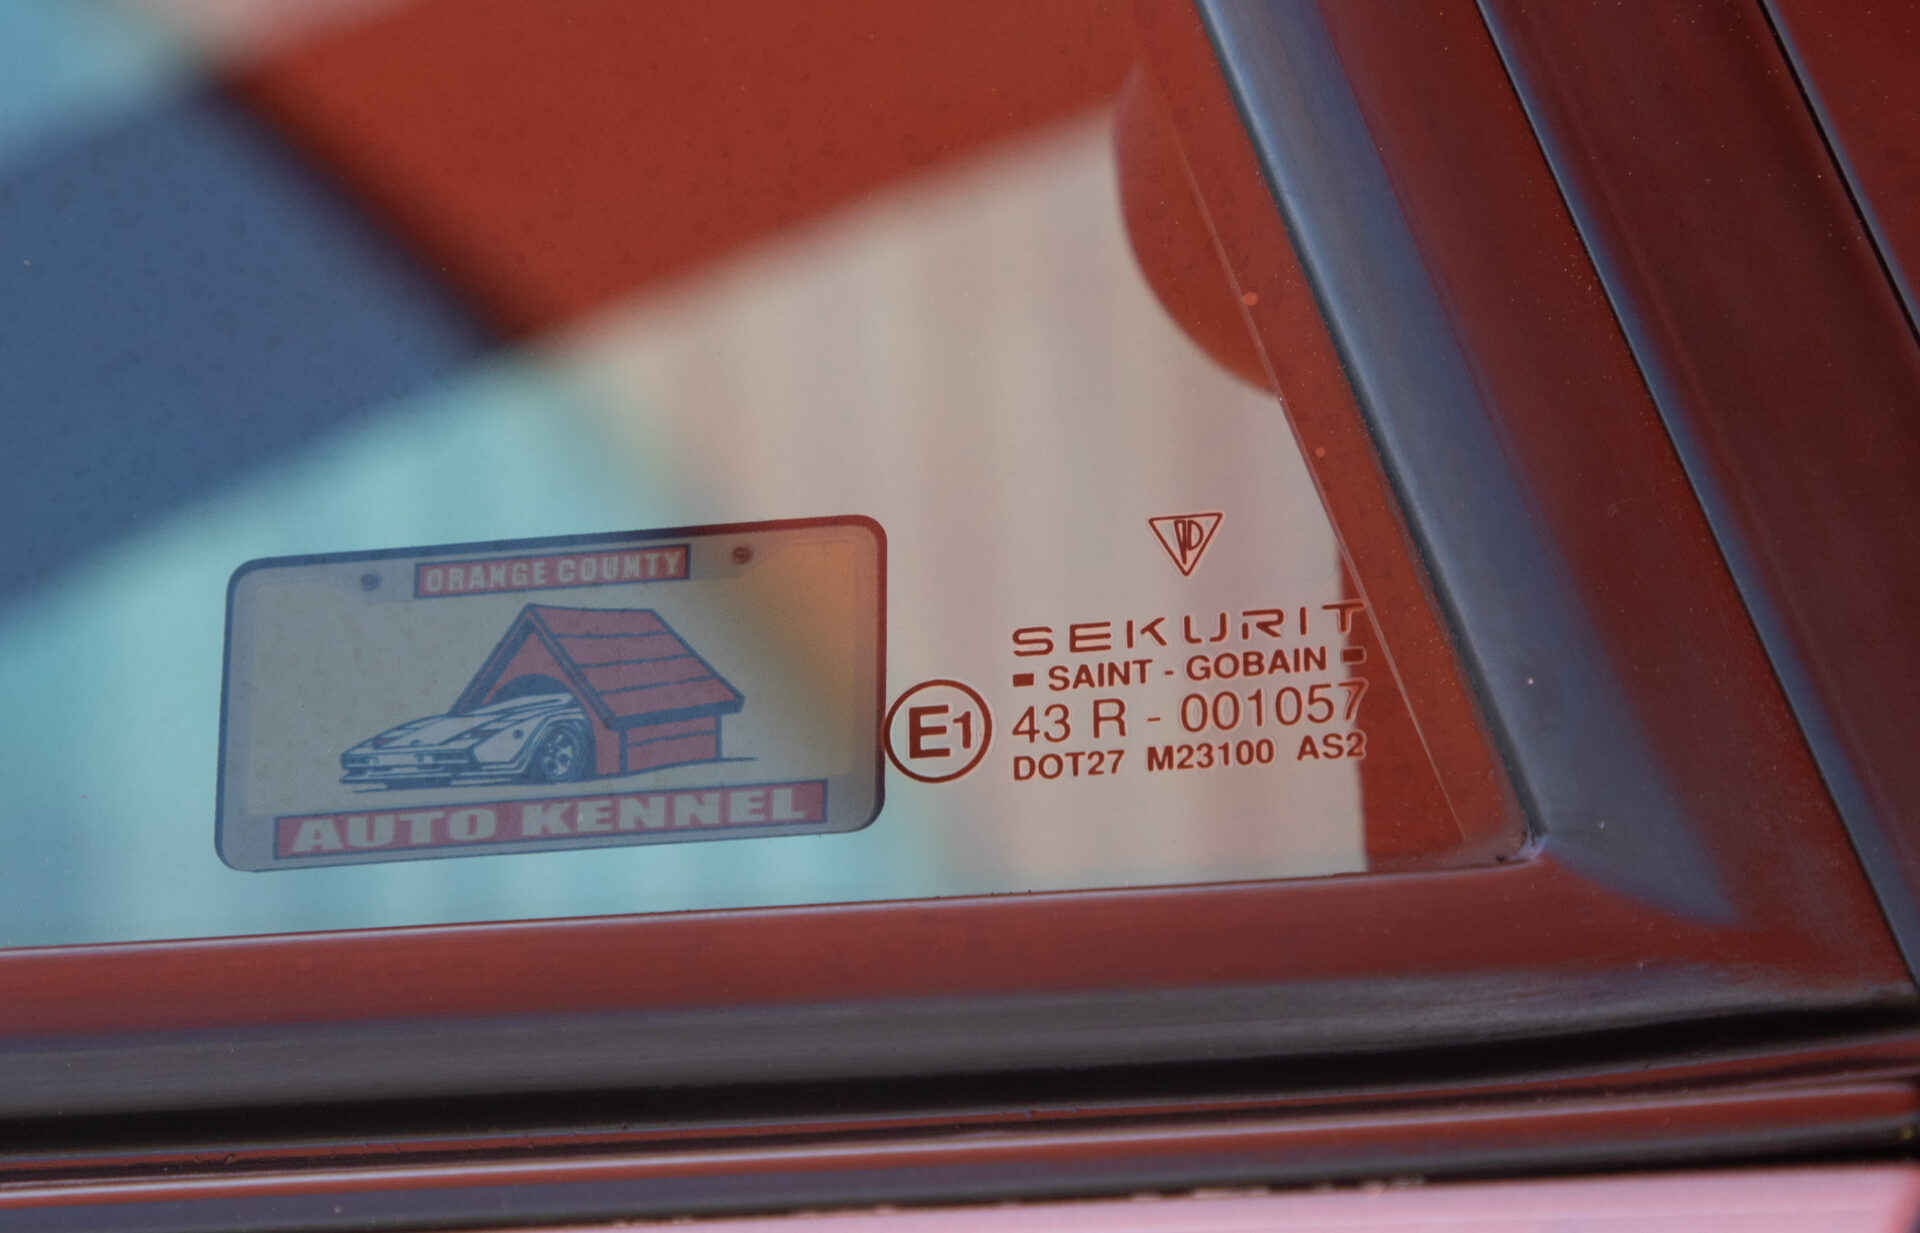 ORANGE COUNTY
AUTO KENNEL
SEKURIT
SAINT - GOBAIN
E1
43 R - 001057
DOT27 M23100 AS2